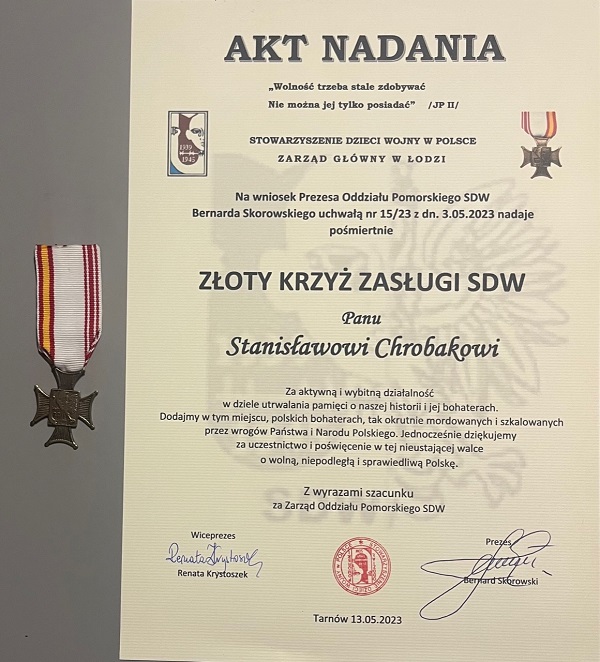 AKT NADANIA
„Wolność trzeba stale zdobywać
Nie można jej tylko posiadać” /JP II/
1939
1945
STOWARZYSZENIE DZIECI WOJNY W POLSCE
ZARZĄD GŁÓWNY W ŁODZI
Na wniosek Prezesa Oddziału Pomorskiego SDW
Bernarda Skorowskiego uchwałą nr 15/23 z dn. 3.05.2023 nadaje
pośmiertnie
ZŁOTY KRZYŻ ZASŁUGI SDW
Panu
Stanisławowi Chrobakowi
Za aktywną i wybitną działalność
w dziele utrwalania pamięci o naszej historii i jej bohaterach.
Dodajmy w tym miejscu, polskich bohaterach, tak okrutnie mordowanych i szkalowanych
przez wrogów Państwa i Narodu Polskiego. Jednocześnie dziękujemy
za uczestnictwo i poświęcenie w tej nieustającej walce
o wolną, niepodległą i sprawiedliwą Polskę.
Z wyrazami szacunku
za Zarząd Oddziału Pomorskiego SDW
Wiceprezes
Renata Krystoszek
Renata Krystoszek
Prezes
Bernard Skorowski
Tarnów 13.05.2023